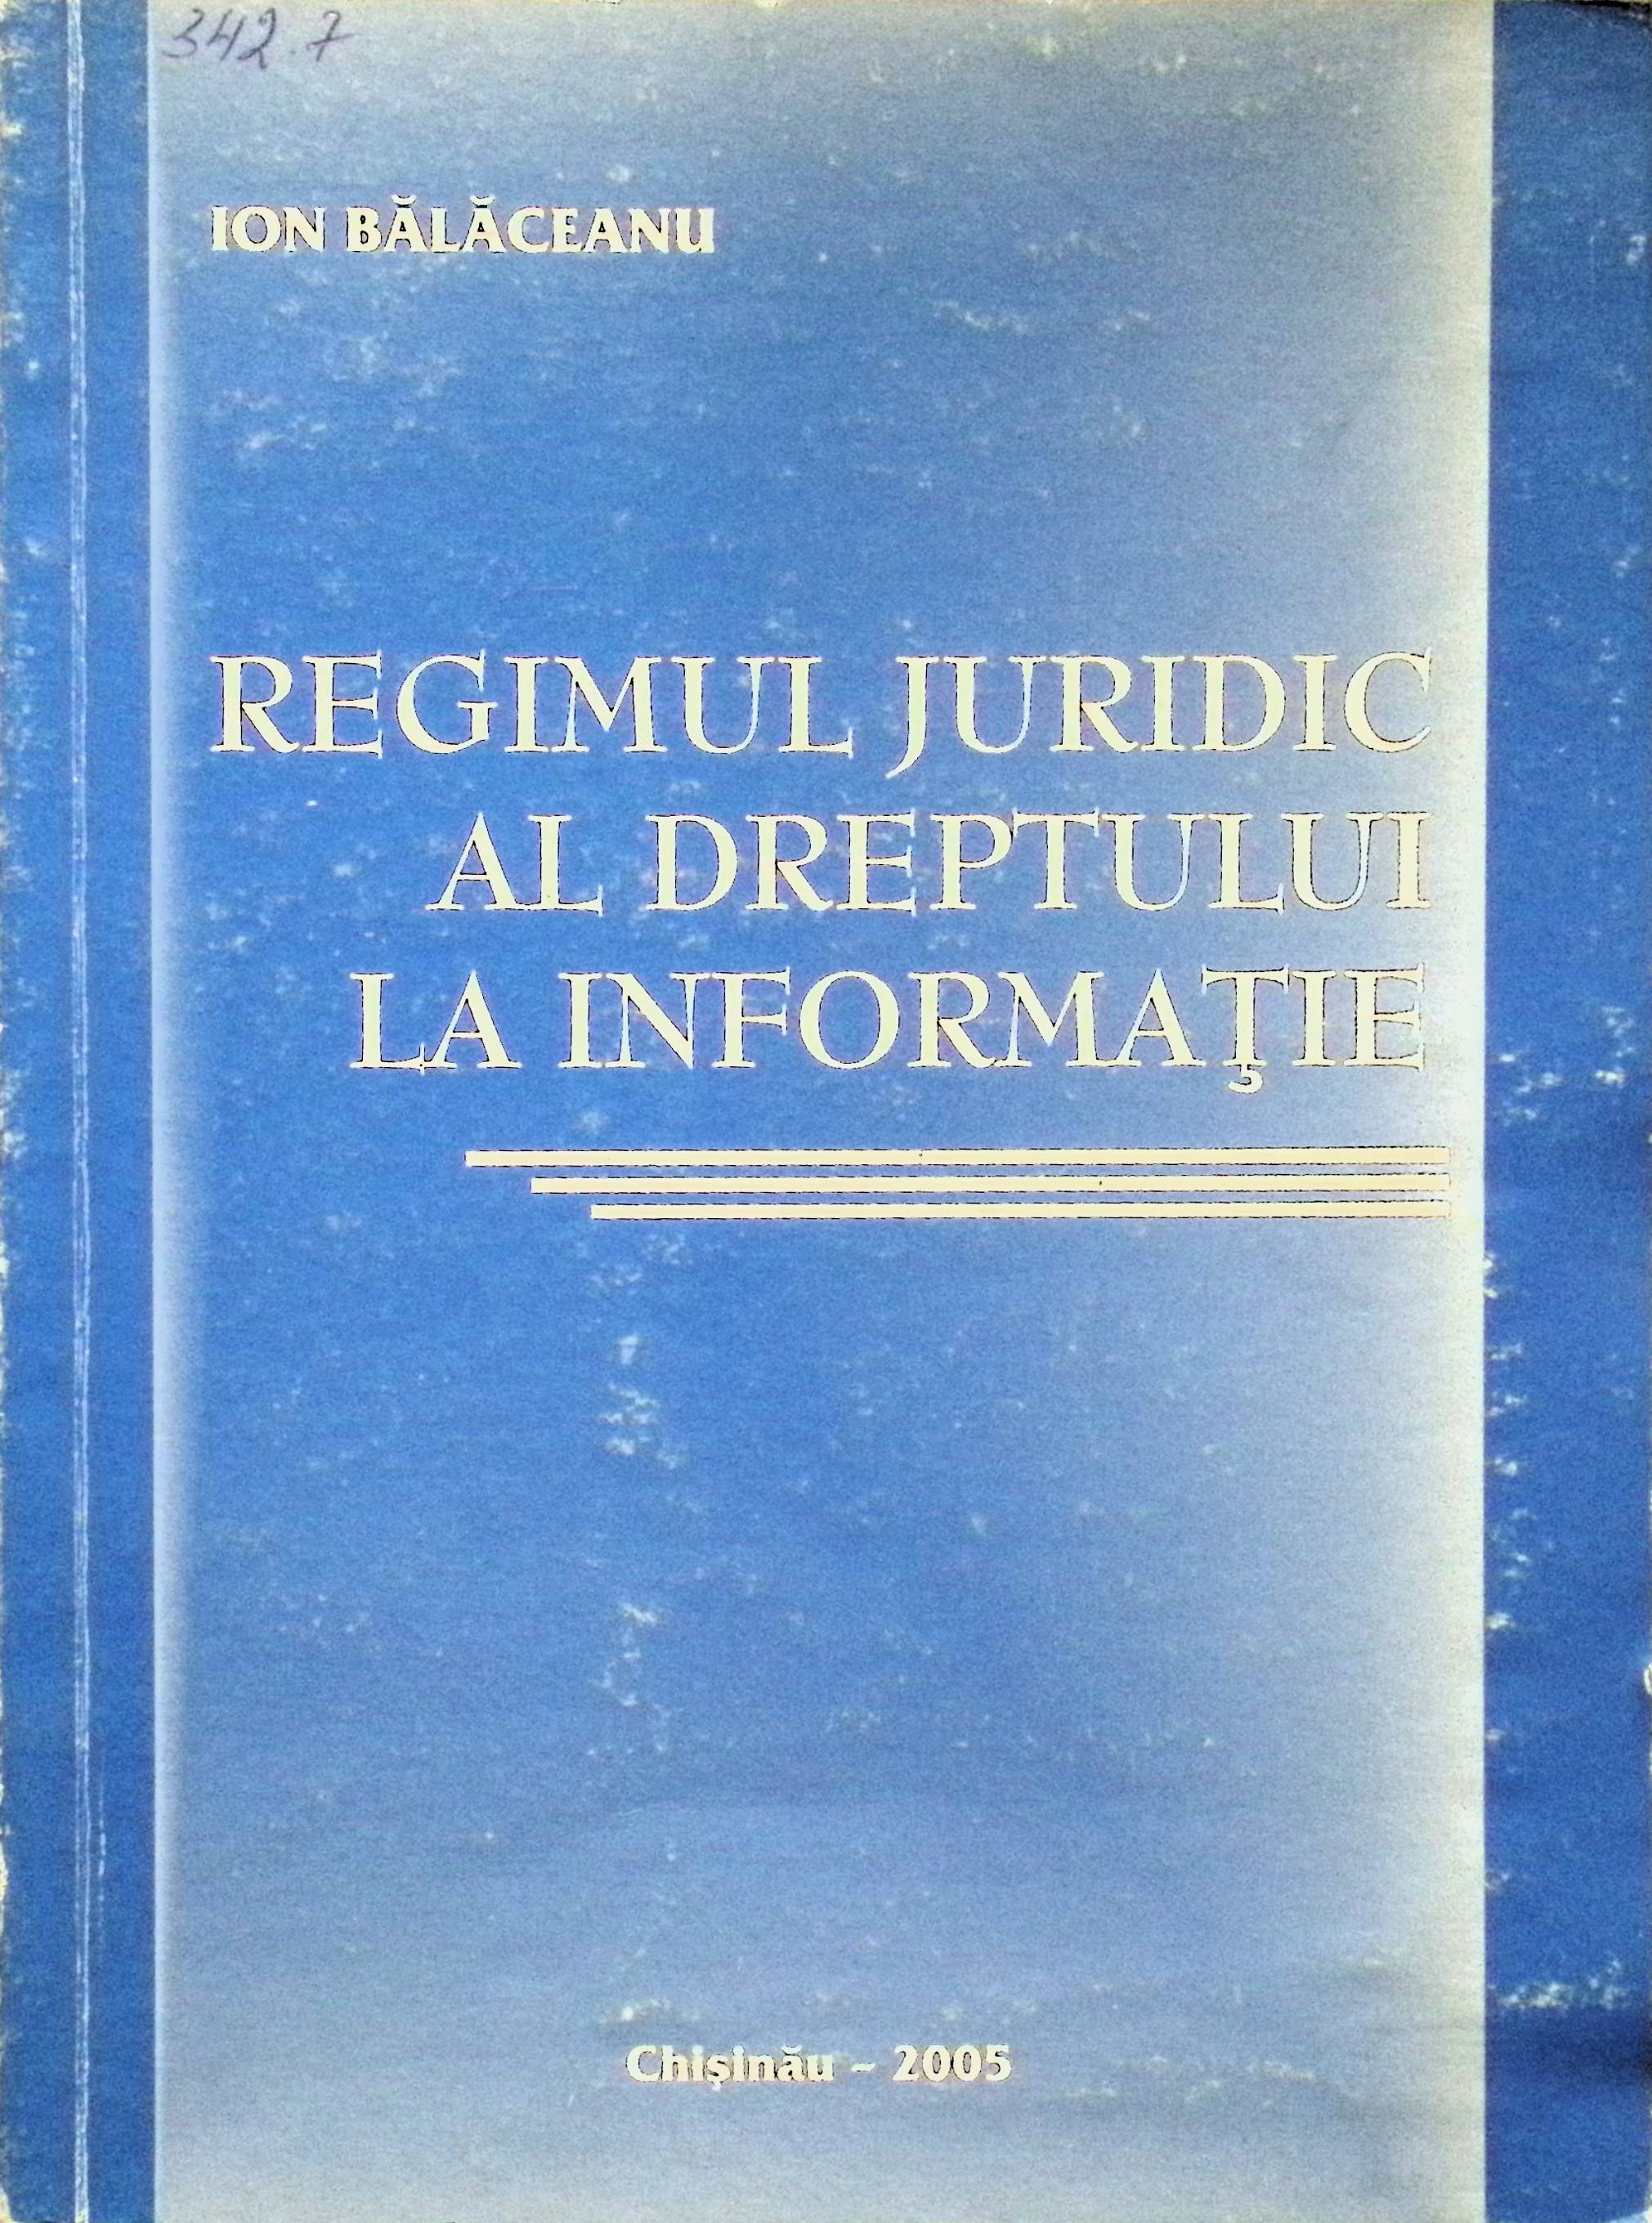 342.7
ION BĂLĂCEANU
REGIMUL JURIDIC
AL DREPTULUI
LA INFORMAŢIE
Chişinău - 2005